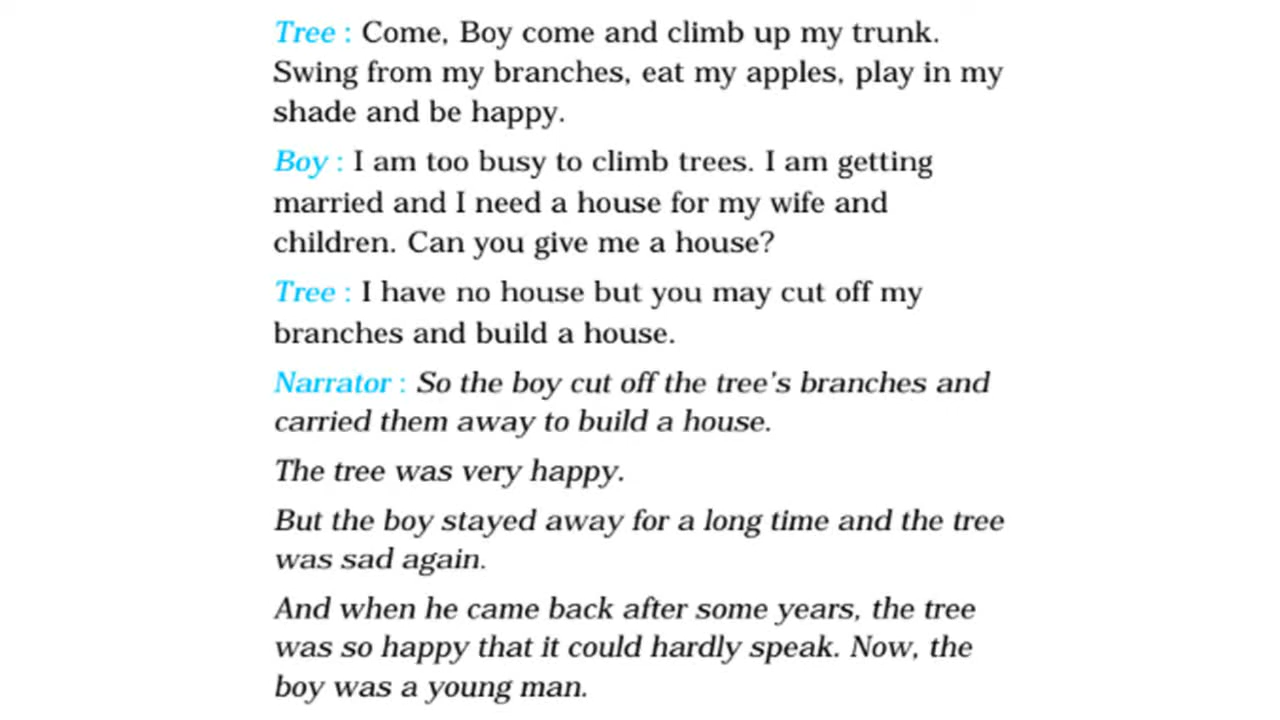 Tree : Come, Boy come and climb up my trunk.
Swing from my branches, eat my apples, play in my
shade and be happy.
Boy : I am too busy to climb trees. I am getting
married and I need a house for my wife and
children. Can you give me a house?
Tree : I have no house but you may cut off my
branches and build a house.
Narrator : So the boy cut off the tree's branches and
carried them away to build a house.
The tree was very happy.
But the boy stayed away for a long time and the tree
was sad again.
And when he came back after some years, the tree
was so happy that it could hardly speak. Now, the
boy was a young man.